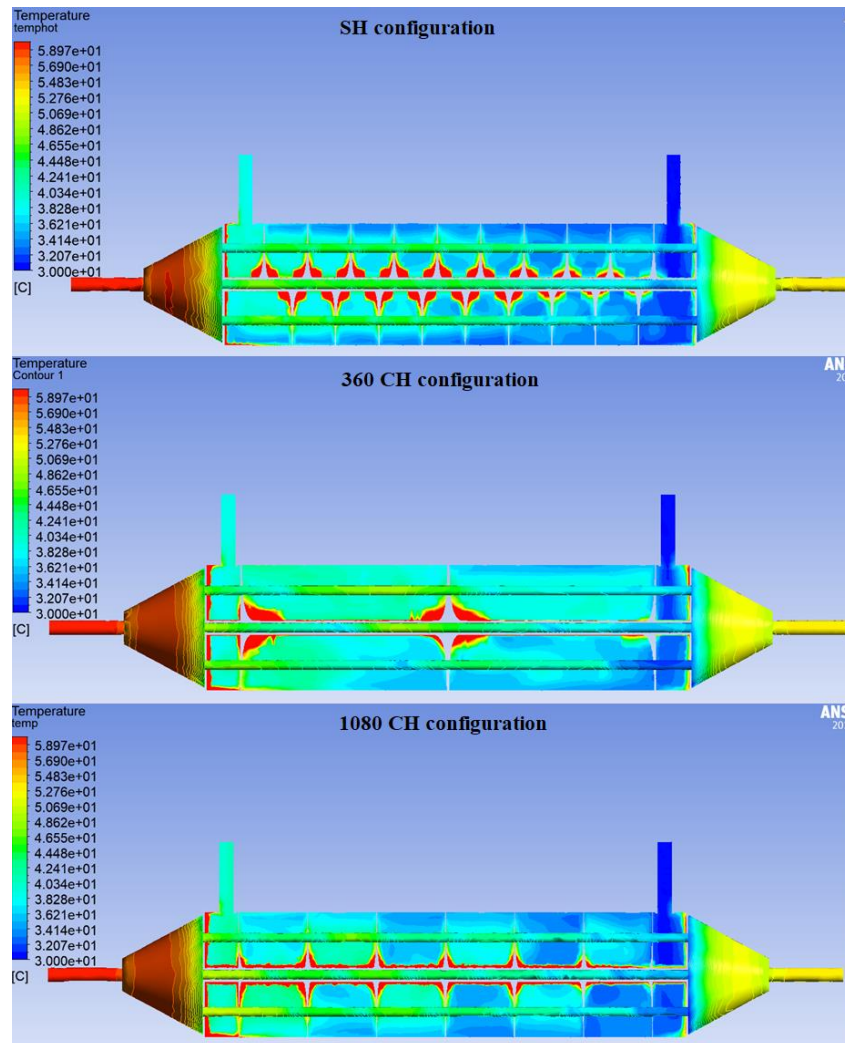 Temperature
temphot
SH configuration
5.897e+01
5.690e+01
5.483e+01
5.276e+01
5.069e+01
4.862e+01
4.655e+01
4.448e+01
4.241e+01
4.034e+01
3.828e+01
3.621e+01
3.414e+01
3.207e+01
3.000e+01
[C]
Temperature
Contour 1
360 CH configuration
AN
20
5.897e+01
5.690e+01
5.483e+01
5.276e+01
5.069e+01
4.862e+01
4.655e+01
4.448e+01
4.241e+01
4.034e+01
3.828e+01
3.621e+01
3.414e+01
3.207e+01
3.000e+01
[C]
Temperature
temp
1080 CH configuration
ANS
20
5.897e+01
5.690e+01
5.483e+01
5.276e+01
5.069e+01
4.862e+01
4.655e+01
4.448e+01
4.241e+01
4.034e+01
3.828e+01
3.621e+01
3.414e+01
3.207e+01
3.000e+01
[C]